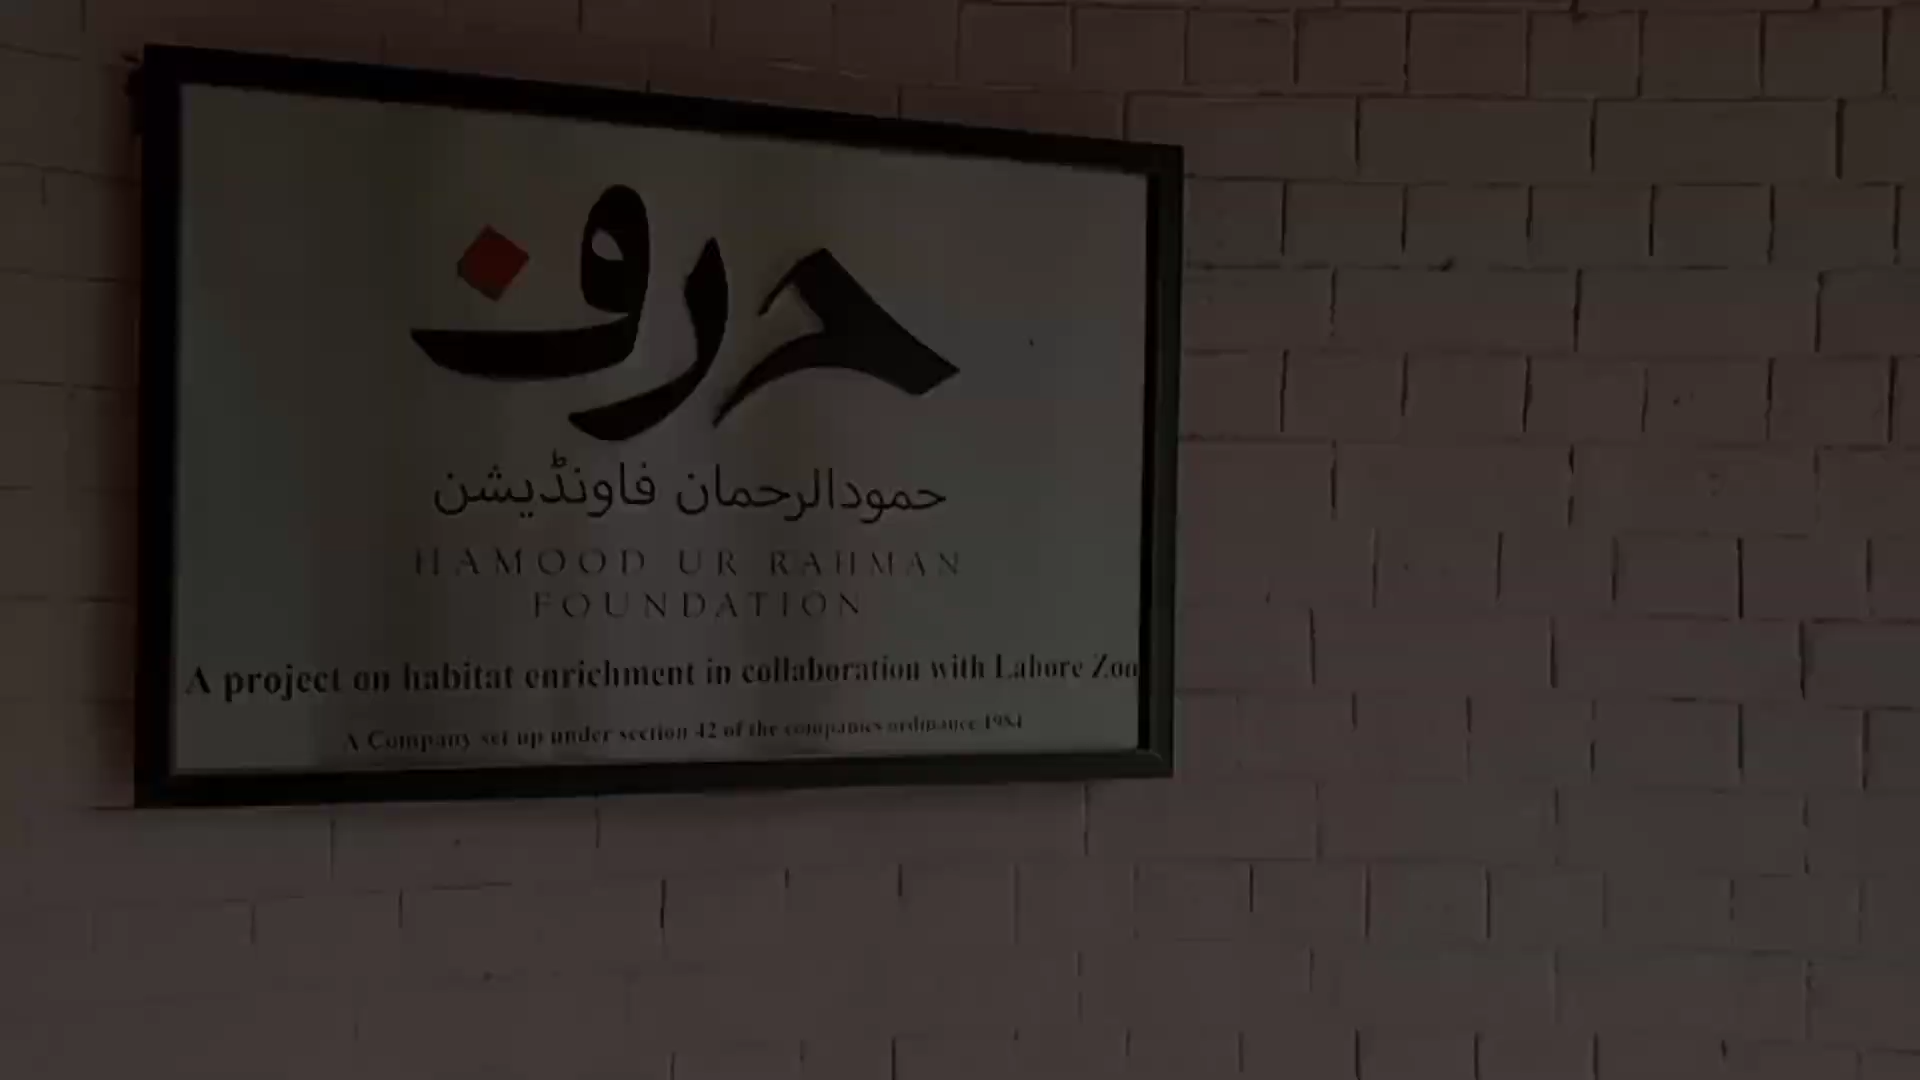 حرف
حمودالرحمان فاونڈیشن
HAMOOD UR RAHMAN
FOUNDATION
A project on habitat enrichment in collaboration with Lahore Zoo
A Company set up under section 42 of the companies ordinance 1984